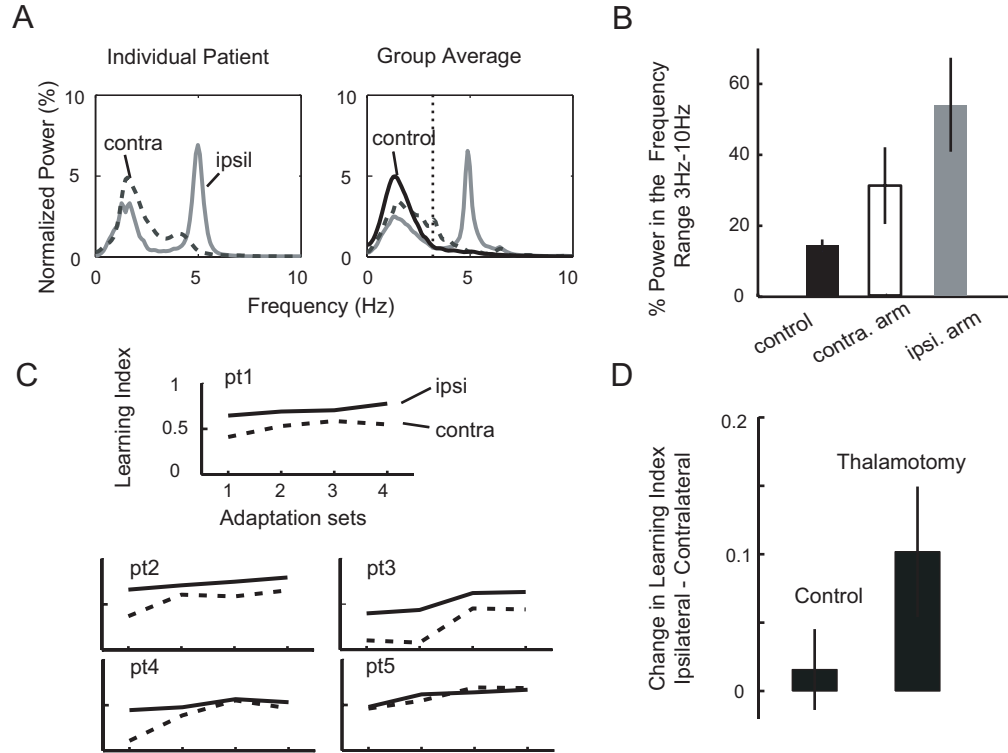 A
Individual Patient
Group Average
Normalized Power (%)
10
5
0
contra
ipsil
0
5
10
10
5
0
control
0
5
10
Frequency (Hz)
B
% Power in the Frequency
Range 3Hz-10Hz
60
40
20
0
control
contra. arm
ipsi. arm
C
Learning Index
1
0.5
0
pt1
ipsi
contra
1
2
3
4
Adaptation sets
pt2
pt3
pt4
pt5
D
Change in Learning Index
Ipsilateral - Contralateral
0.2
0.1
0
Thalamotomy
Control